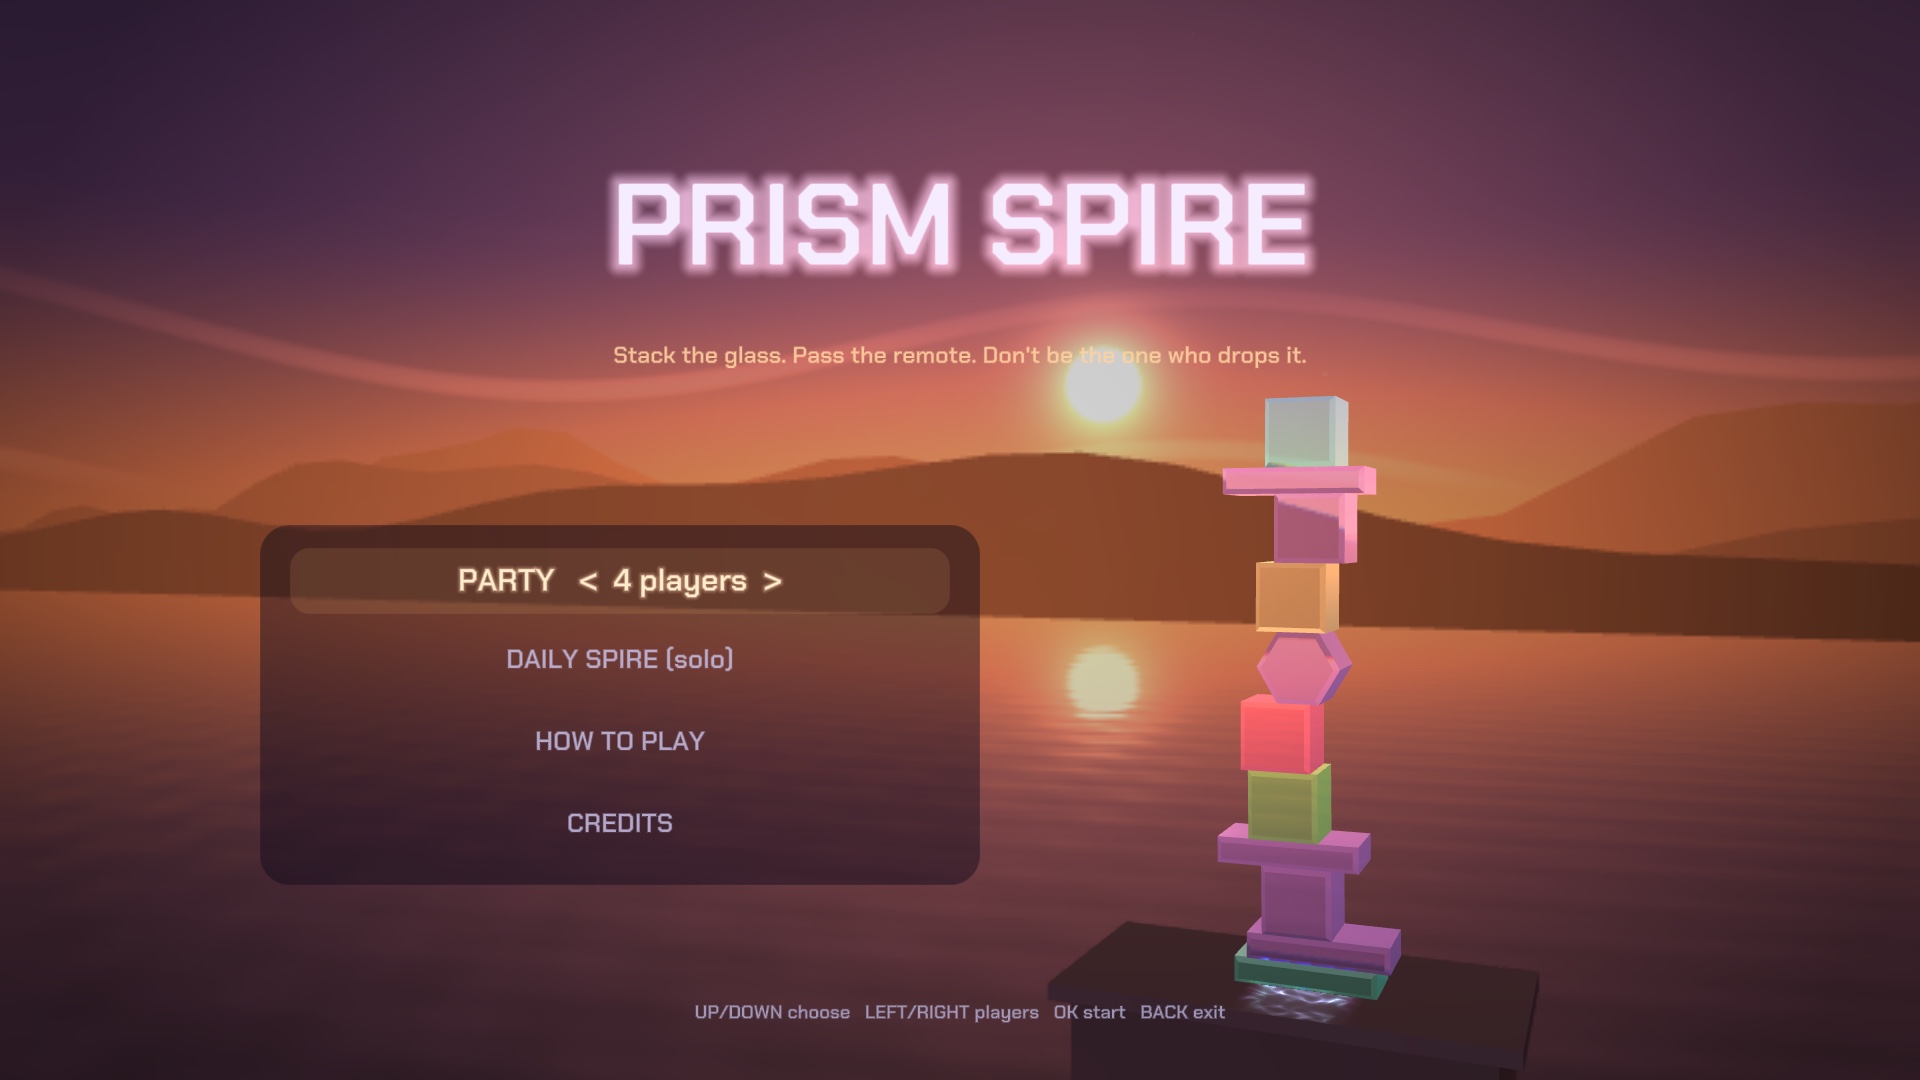 PRISM SPIRE
Stack the glass. Pass the remote. Don't be the one who drops it.
PARTY < 4 players >
DAILY SPIRE (solo)
HOW TO PLAY
CREDITS
UP/DOWN choose LEFT/RIGHT players OK start BACK exit